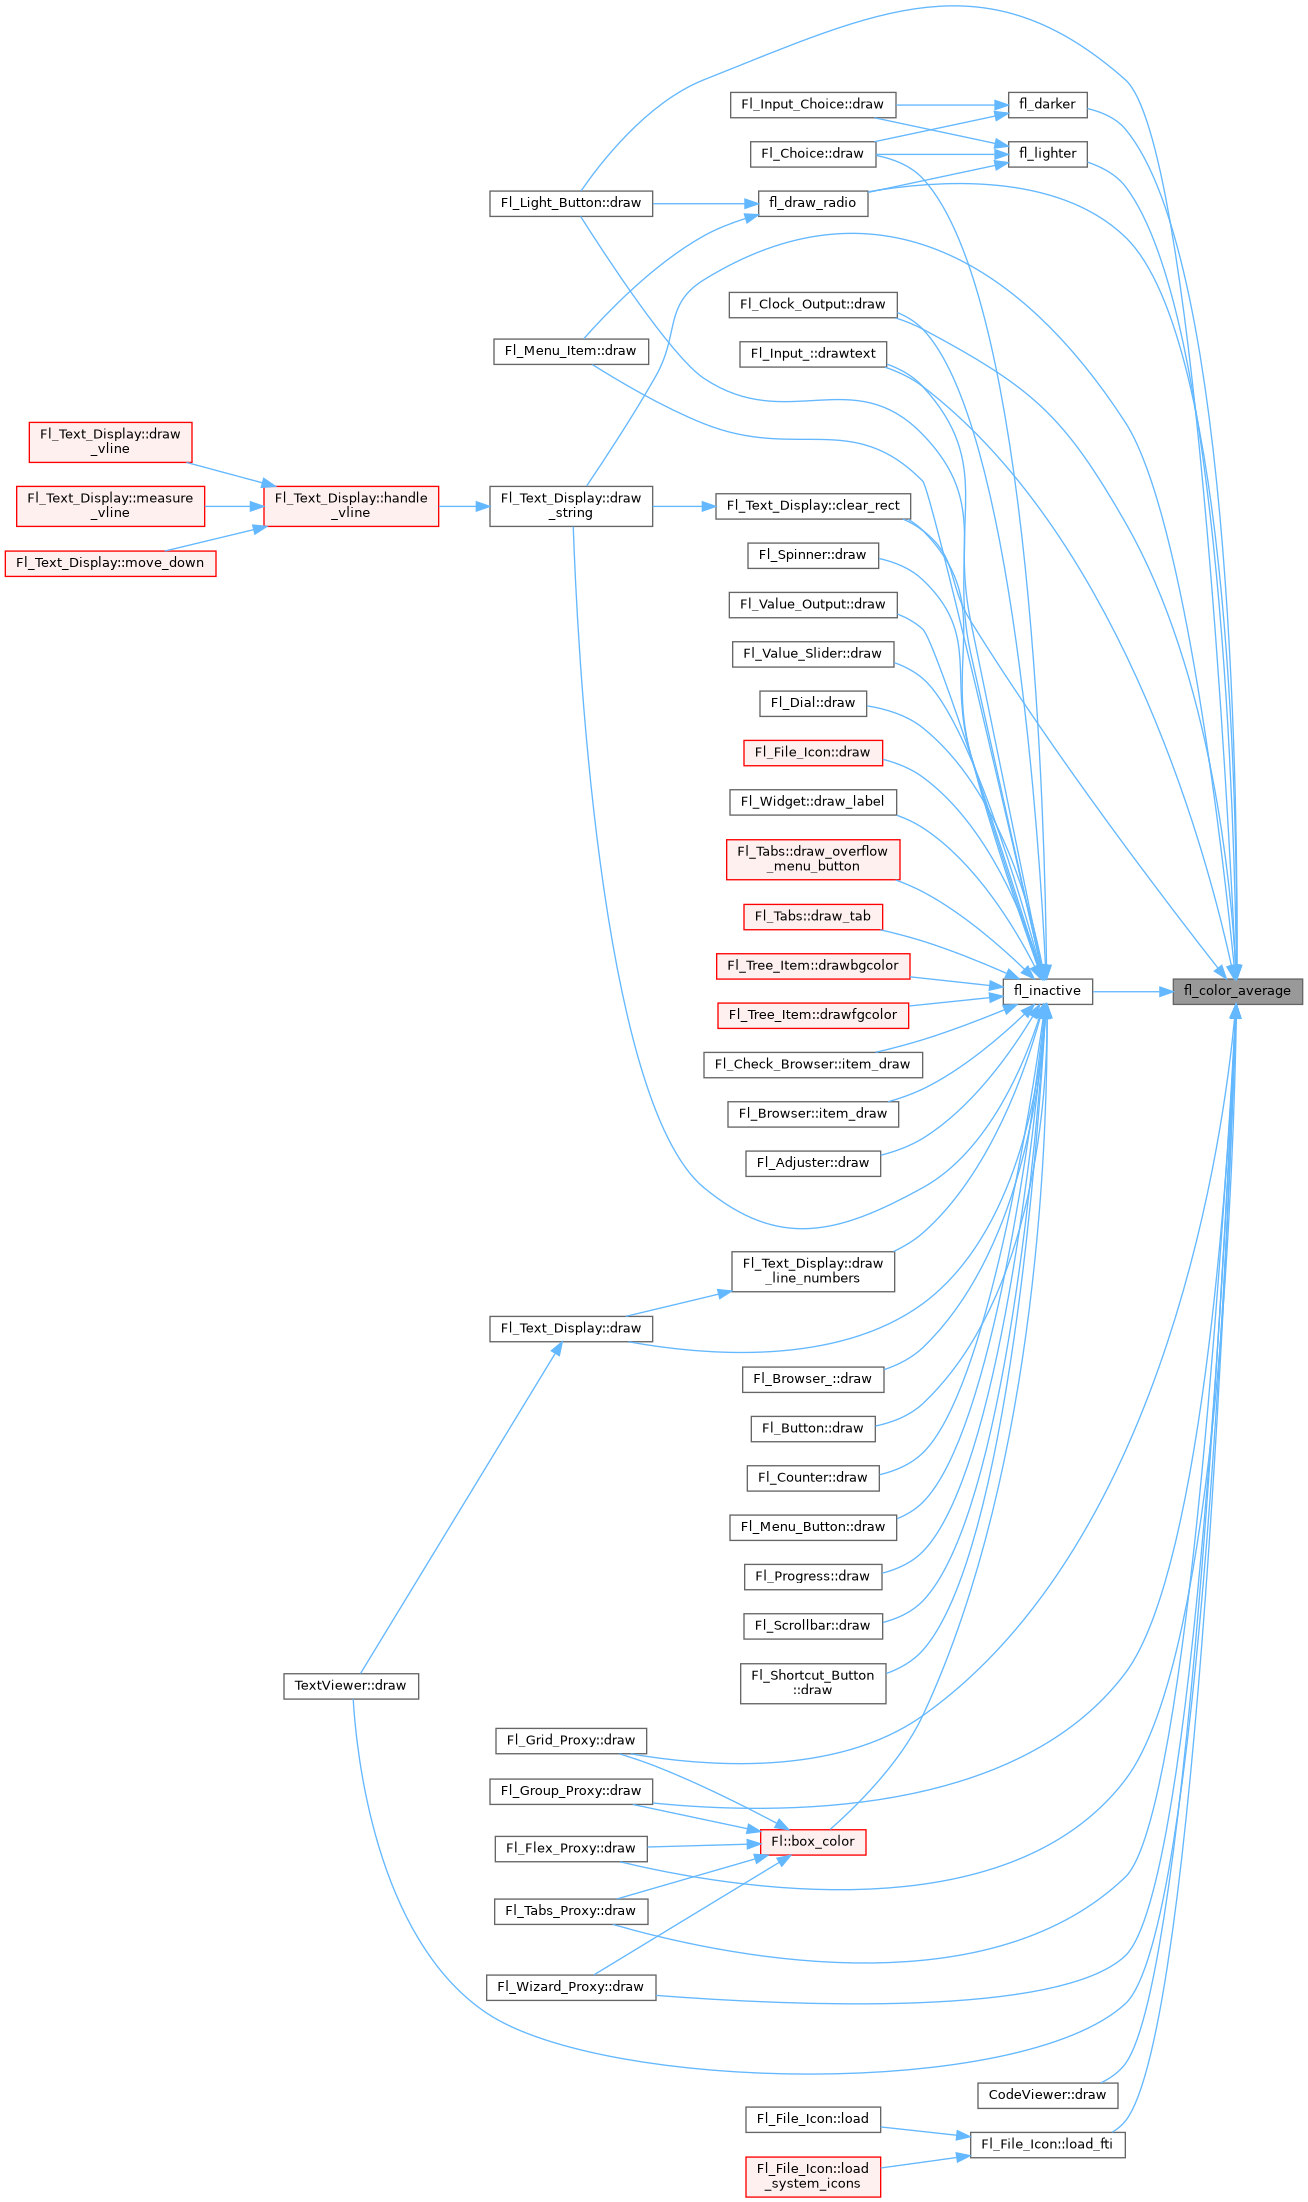 Fl_Input_Choice::draw
fl_darker
Fl_Choice::draw
fl_lighter
Fl_Light_Button::draw
fl_draw_radio
Fl_Clock_Output::draw
Fl_Menu_Item::draw
Fl_Input_::drawtext
Fl_Text_Display::draw
_vline
Fl_Text_Display::measure
_vline
Fl_Text_Display::handle
_vline
Fl_Text_Display::draw
_string
Fl_Text_Display::clear_rect
Fl_Text_Display::move_down
Fl_Spinner::draw
Fl_Value_Output::draw
Fl_Value_Slider::draw
Fl_Dial::draw
Fl_File_Icon::draw
Fl_Widget::draw_label
Fl_Tabs::draw_overflow
_menu_button
Fl_Tabs::draw_tab
Fl_Tree_Item::drawbgcolor
fl_inactive
fl_color_average
Fl_Tree_Item::drawfgcolor
Fl_Check_Browser::item_draw
Fl_Browser::item_draw
Fl_Adjuster::draw
Fl_Text_Display::draw
_line_numbers
Fl_Text_Display::draw
Fl_Browser_::draw
Fl_Button::draw
Fl_Counter::draw
Fl_Menu_Button::draw
Fl_Progress::draw
Fl_Scrollbar::draw
Fl_Shortcut_Button
::draw
TextViewer::draw
Fl_Grid_Proxy::draw
Fl_Group_Proxy::draw
Fl::box_color
Fl_Flex_Proxy::draw
Fl_Tabs_Proxy::draw
Fl_Wizard_Proxy::draw
CodeViewer::draw
Fl_File_Icon::load
Fl_File_Icon::load_fti
Fl_File_Icon::load
_system_icons